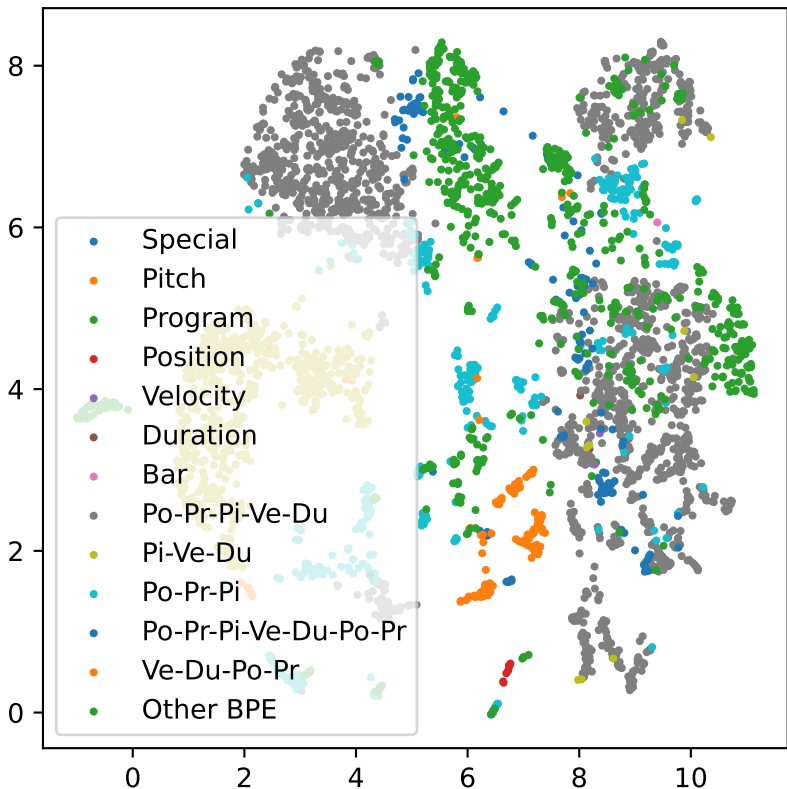 8
6
4
2
0
Special
Pitch
Program
Position
Velocity
Duration
Bar
Po-Pr-Pi-Ve-Du
Pi-Ve-Du
Po-Pr-Pi
Po-Pr-Pi-Ve-Du-Po-Pr
Ve-Du-Po-Pr
Other BPE
0 2 4 6 8 10